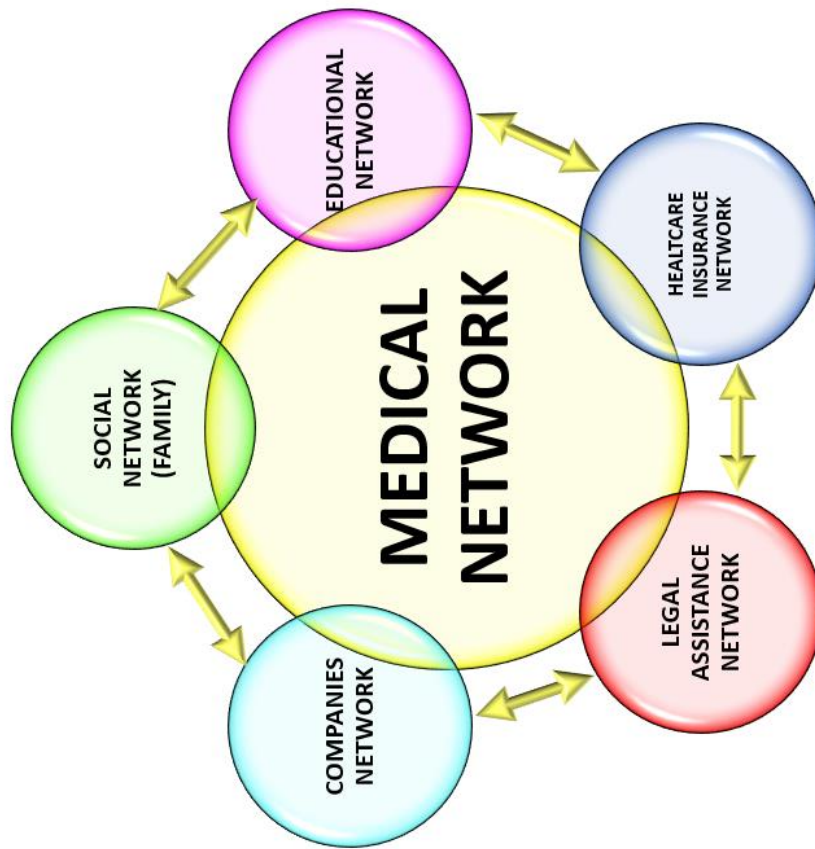 SOCIAL
NETWORK
(FAMILY)
COMPANIES
NETWORK
EDUCATIONAL
NETWORK
MEDICAL
NETWORK
LEGAL
ASSISTANCE
NETWORK
HEALTCARE
INSURANCE
NETWORK